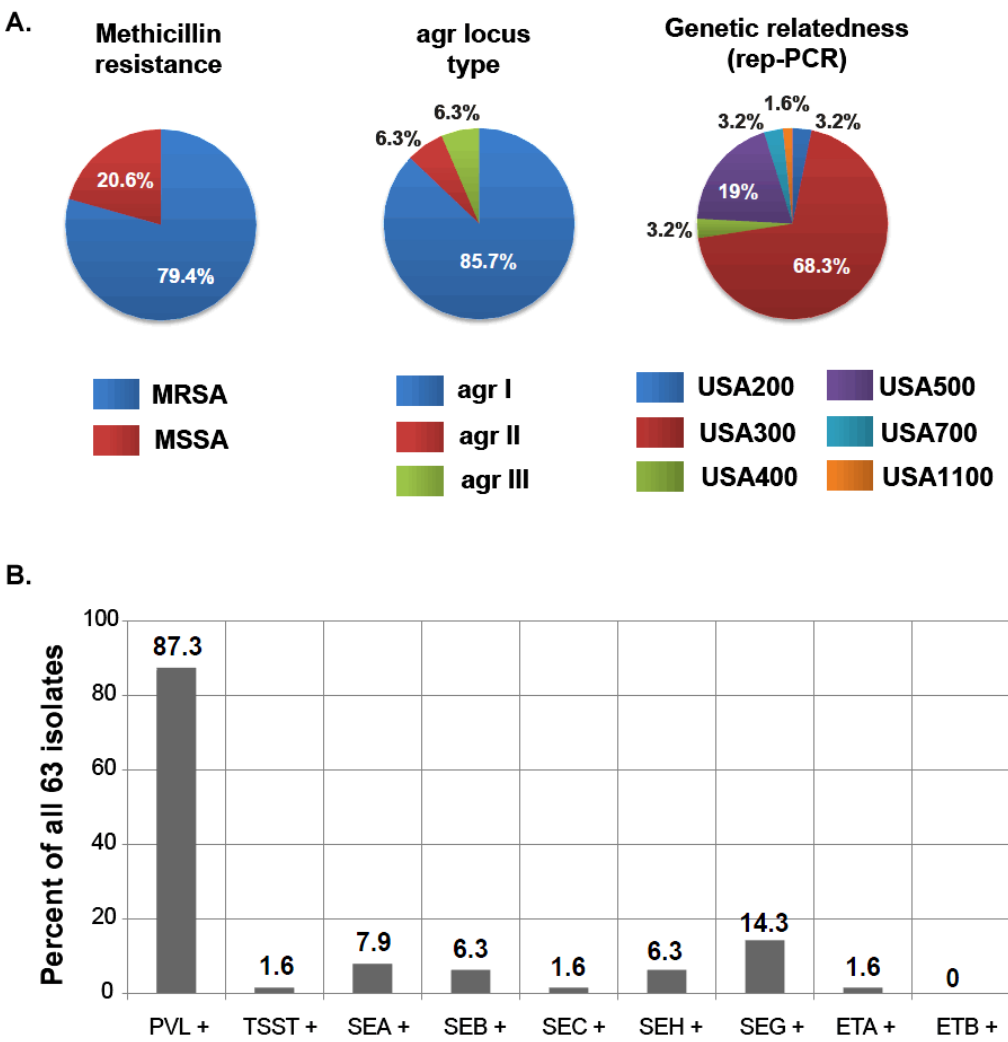 A.
Methicillin
resistance
20.6%
79.4%
MRSA
MSSA
agr locus
type
6.3%
6.3%
85.7%
agr I
agr II
agr III
Genetic relatedness
(rep-PCR)
1.6%
3.2%
3.2%
19%
3.2%
68.3%
USA200
USA500
USA300
USA700
USA400
USA1100
B.
Percent of all 63 isolates
100
80
60
40
20
0
87.3
1.6
7.9
6.3
1.6
6.3
14.3
1.6
0
PVL + TSST + SEA + SEB + SEC + SEH + SEG + ETA + ETB +